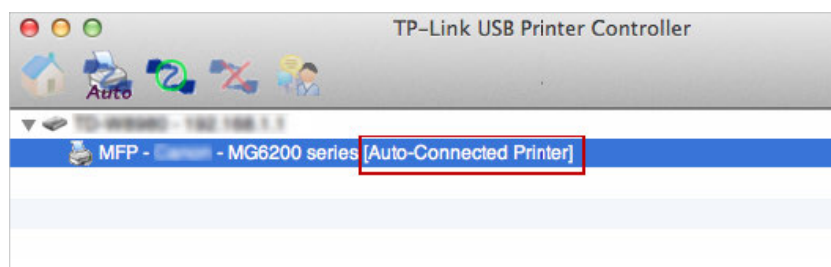 TP-Link USB Printer Controller
Auto
MFP - - MG6200 series [Auto-Connected Printer]